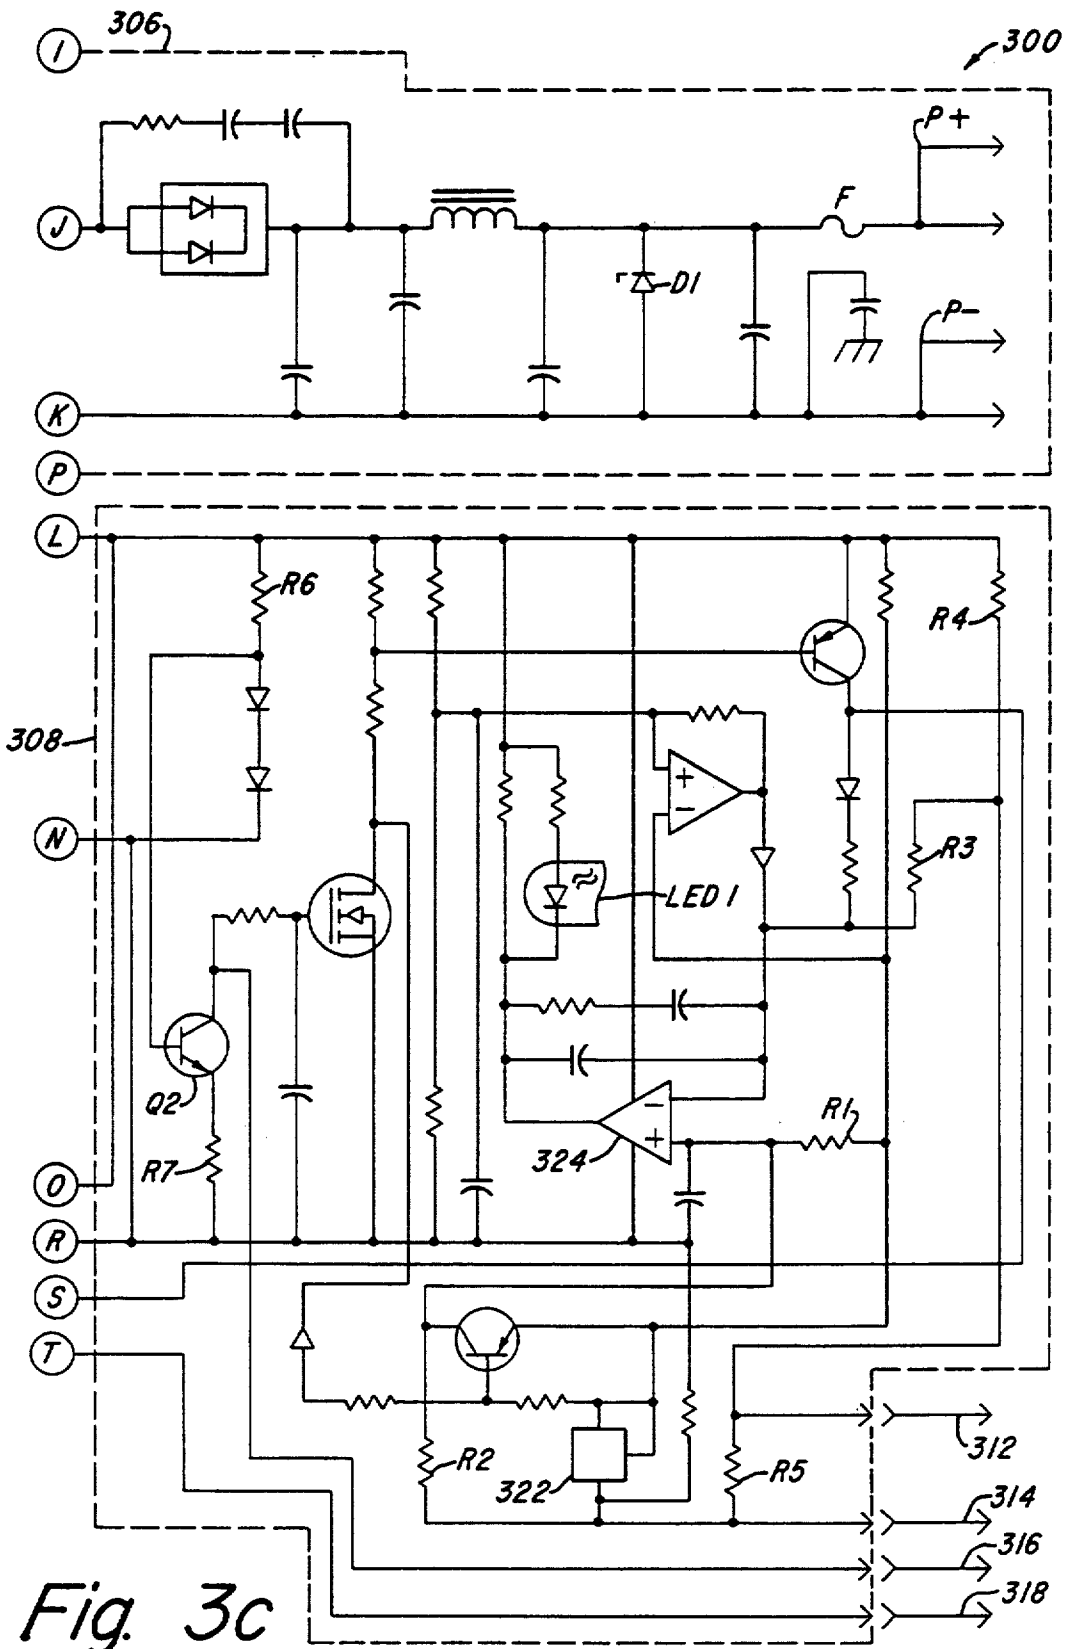 306
I
300
P+
J
F
D1
P-
K
P
L
R6
R4
308
+
-
N
R3
LED 1
Q2
R1
-
+
324
R7
O
R
S
T
R2
322
R5
312
314
316
318
Fig. 3c